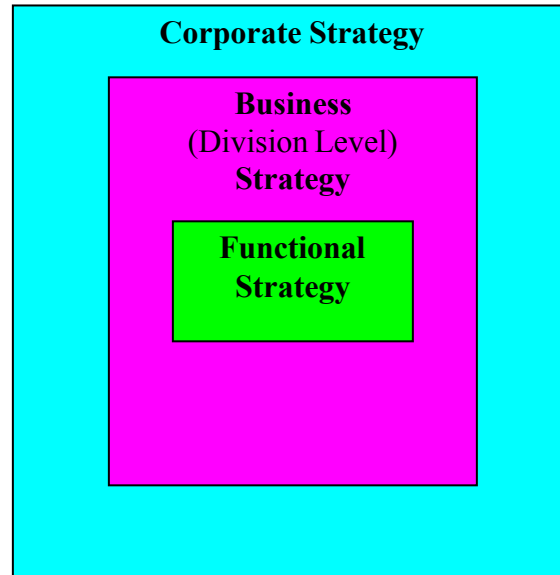 Corporate Strategy
Business
(Division Level)
Strategy
Functional
Strategy